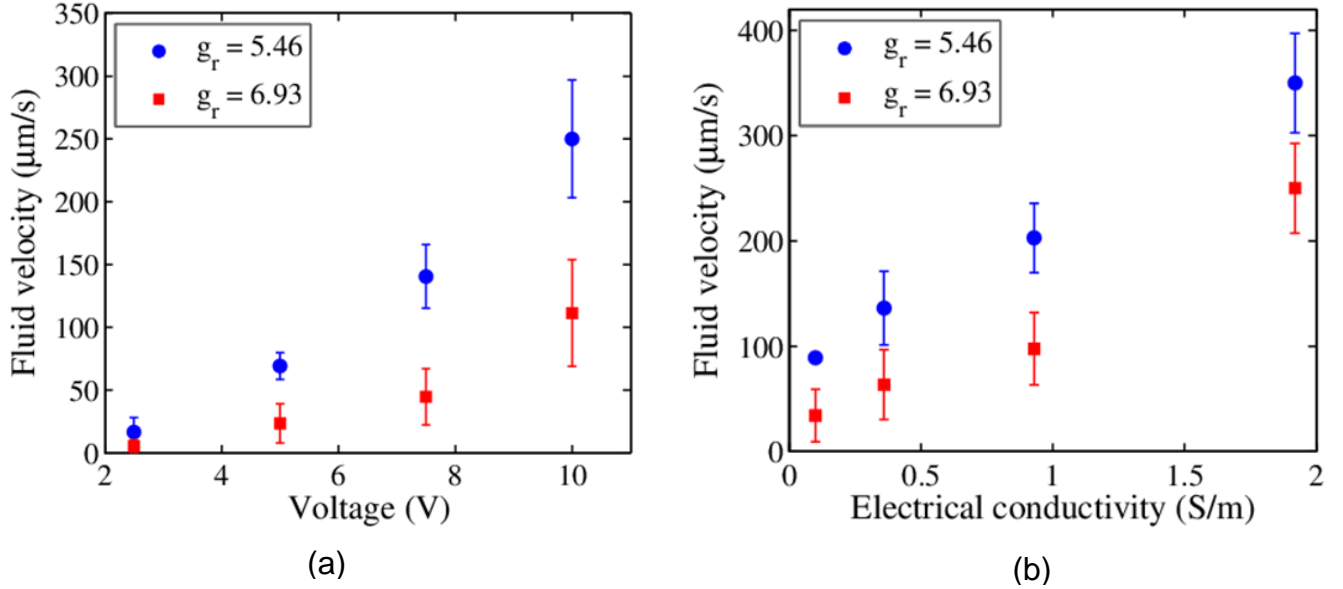 350
300
250
200
150
100
50
0
Fluid velocity (μm/s)
g_r = 5.46
g_r = 6.93
2
4
6
8
10
Voltage (V)
(a)
400
300
200
100
0
Fluid velocity (μm/s)
g_r = 5.46
g_r = 6.93
0
0.5
1
1.5
2
Electrical conductivity (S/m)
(b)